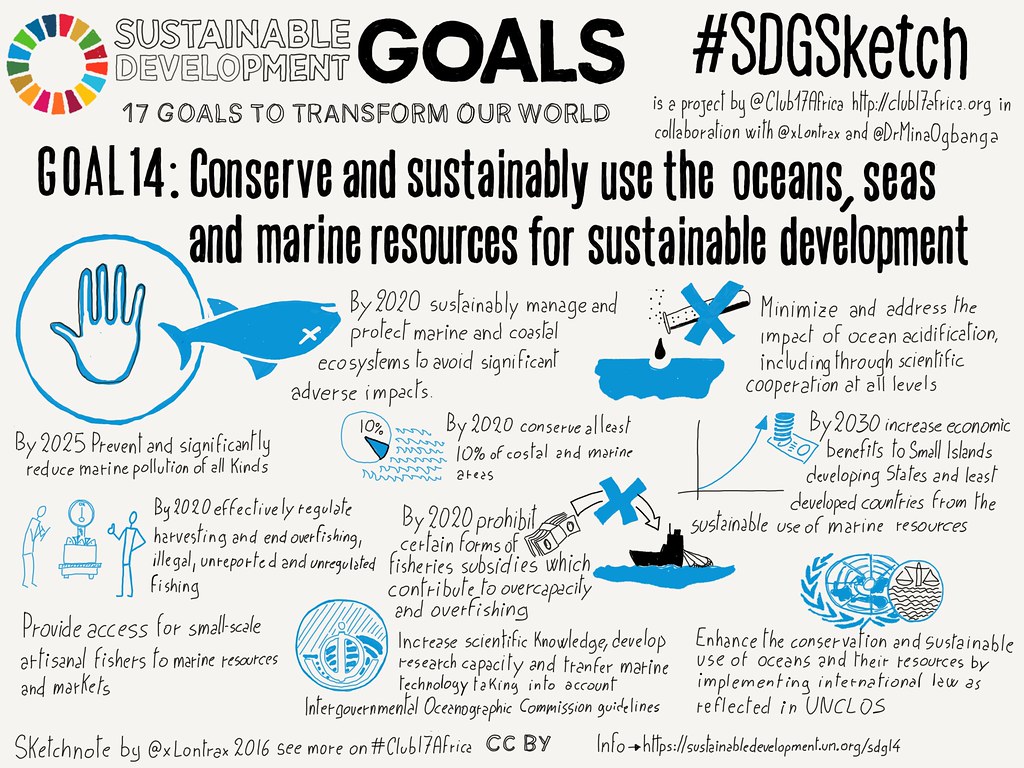 SUSTAINABLE
DEVELOPMENT GOALS
17 GOALS TO TRANSFORM OUR WORLD
#SDGSketch
is a project by @Club17Africa http://club17africa.org in
collaboration with @xLontrax and @DrMinaOgbanga
GOAL14: Conserve and sustainably use the oceans, seas
and marine resources for sustainable development
By 2020 sustainably manage and
protect marine and coastal
ecosystems to avoid significant
adverse impacts.
Minimize and address the
impact of ocean acidification,
including through scientific
cooperation at all levels
By 2025 Prevent and significantly
reduce marine pollution of all Kinds
10%
By 2020 conserve at least
10% of costal and marine
areas
By 2030 increase economic
benefits to Small Islands
developing States and least
developed countries from the
sustainable use of marine resources
By 2020 effectively regulate
harvesting and end overfishing,
illegal, unreported and unregulated
fishing
By 2020 prohibit
certain forms of
fisheries subsidies which
contribute to overcapacity
and overfishing
Provide access for small-scale
artisanal fishers to marine resources
and markets
Increase scientific Knowledge, develop
research capacity and tranfer marine
technology taking into account
Intergovernmental Oceanographic Commission guidelines
Enhance the conservation and sustainable
use of oceans and their resources by
implementing international law as
reflected in UNCLOS
Sketchnote by @xLontrax 2016 see more on #Club17Africa CC BY
Info→https://sustainabledevelopment.un.org/sdg14